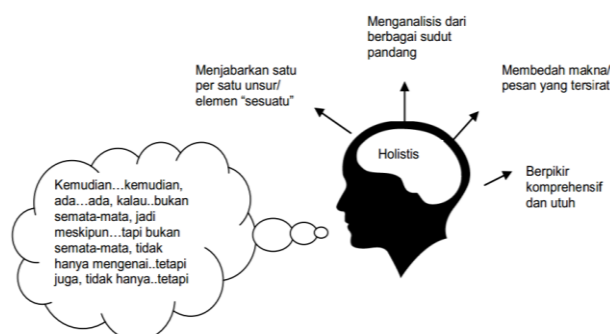 Menganalisis dari
berbagai sudut
pandang
Menjabarkan satu
per satu unsur/
elemen “sesuatu”
Membedah makna/
pesan yang tersirat
Holistis
Berpikir
komprehensif
dan utuh
Kemudian…kemudian,
ada…ada, kalau..bukan
semata-mata, jadi
meskipun…tapi bukan
semata-mata, tidak
hanya mengenai..tetapi
juga, tidak hanya..tetapi